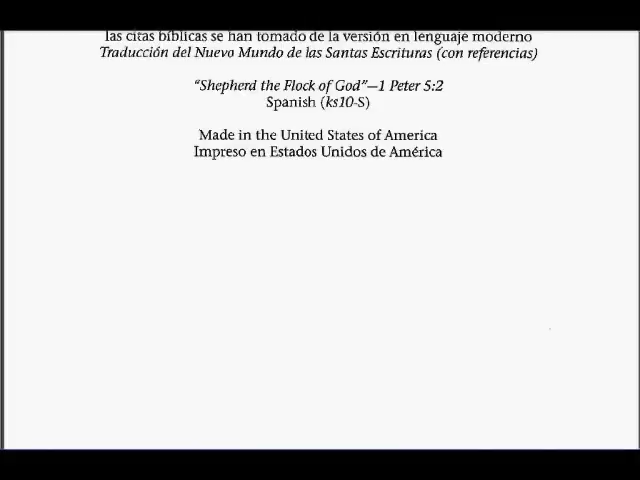 las citas bíblicas se han tomado de la versión en lenguaje moderno
Traducción del Nuevo Mundo de las Santas Escrituras (con referencias)
“Shepherd the Flock of God”—1 Peter 5:2
Spanish (ks10-S)
Made in the United States of America
Impreso en Estados Unidos de América